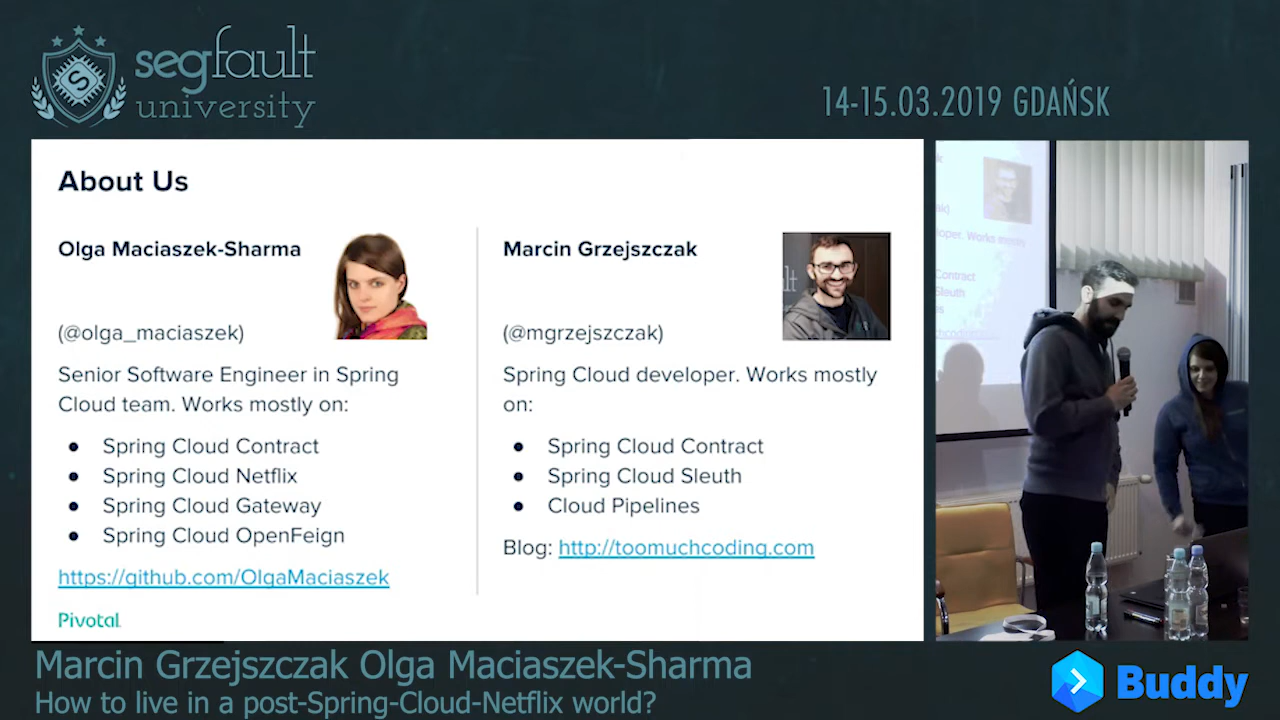 segfault
university
14-15.03.2019 GDAŃSK
About Us
Olga Maciaszek-Sharma
(@olga_maciaszek)
Senior Software Engineer in Spring
Cloud team. Works mostly on:
● Spring Cloud Contract
● Spring Cloud Netflix
● Spring Cloud Gateway
● Spring Cloud OpenFeign
https://github.com/OlgaMaciaszek
Pivotal
Marcin Grzejszczak
(@mgrzejszczak)
Spring Cloud developer. Works mostly
on:
● Spring Cloud Contract
● Spring Cloud Sleuth
● Cloud Pipelines
Blog: http://toomuchcoding.com
Marcin Grzejszczak Olga Maciaszek-Sharma
How to live in a post-Spring-Cloud-Netflix world?
Buddy